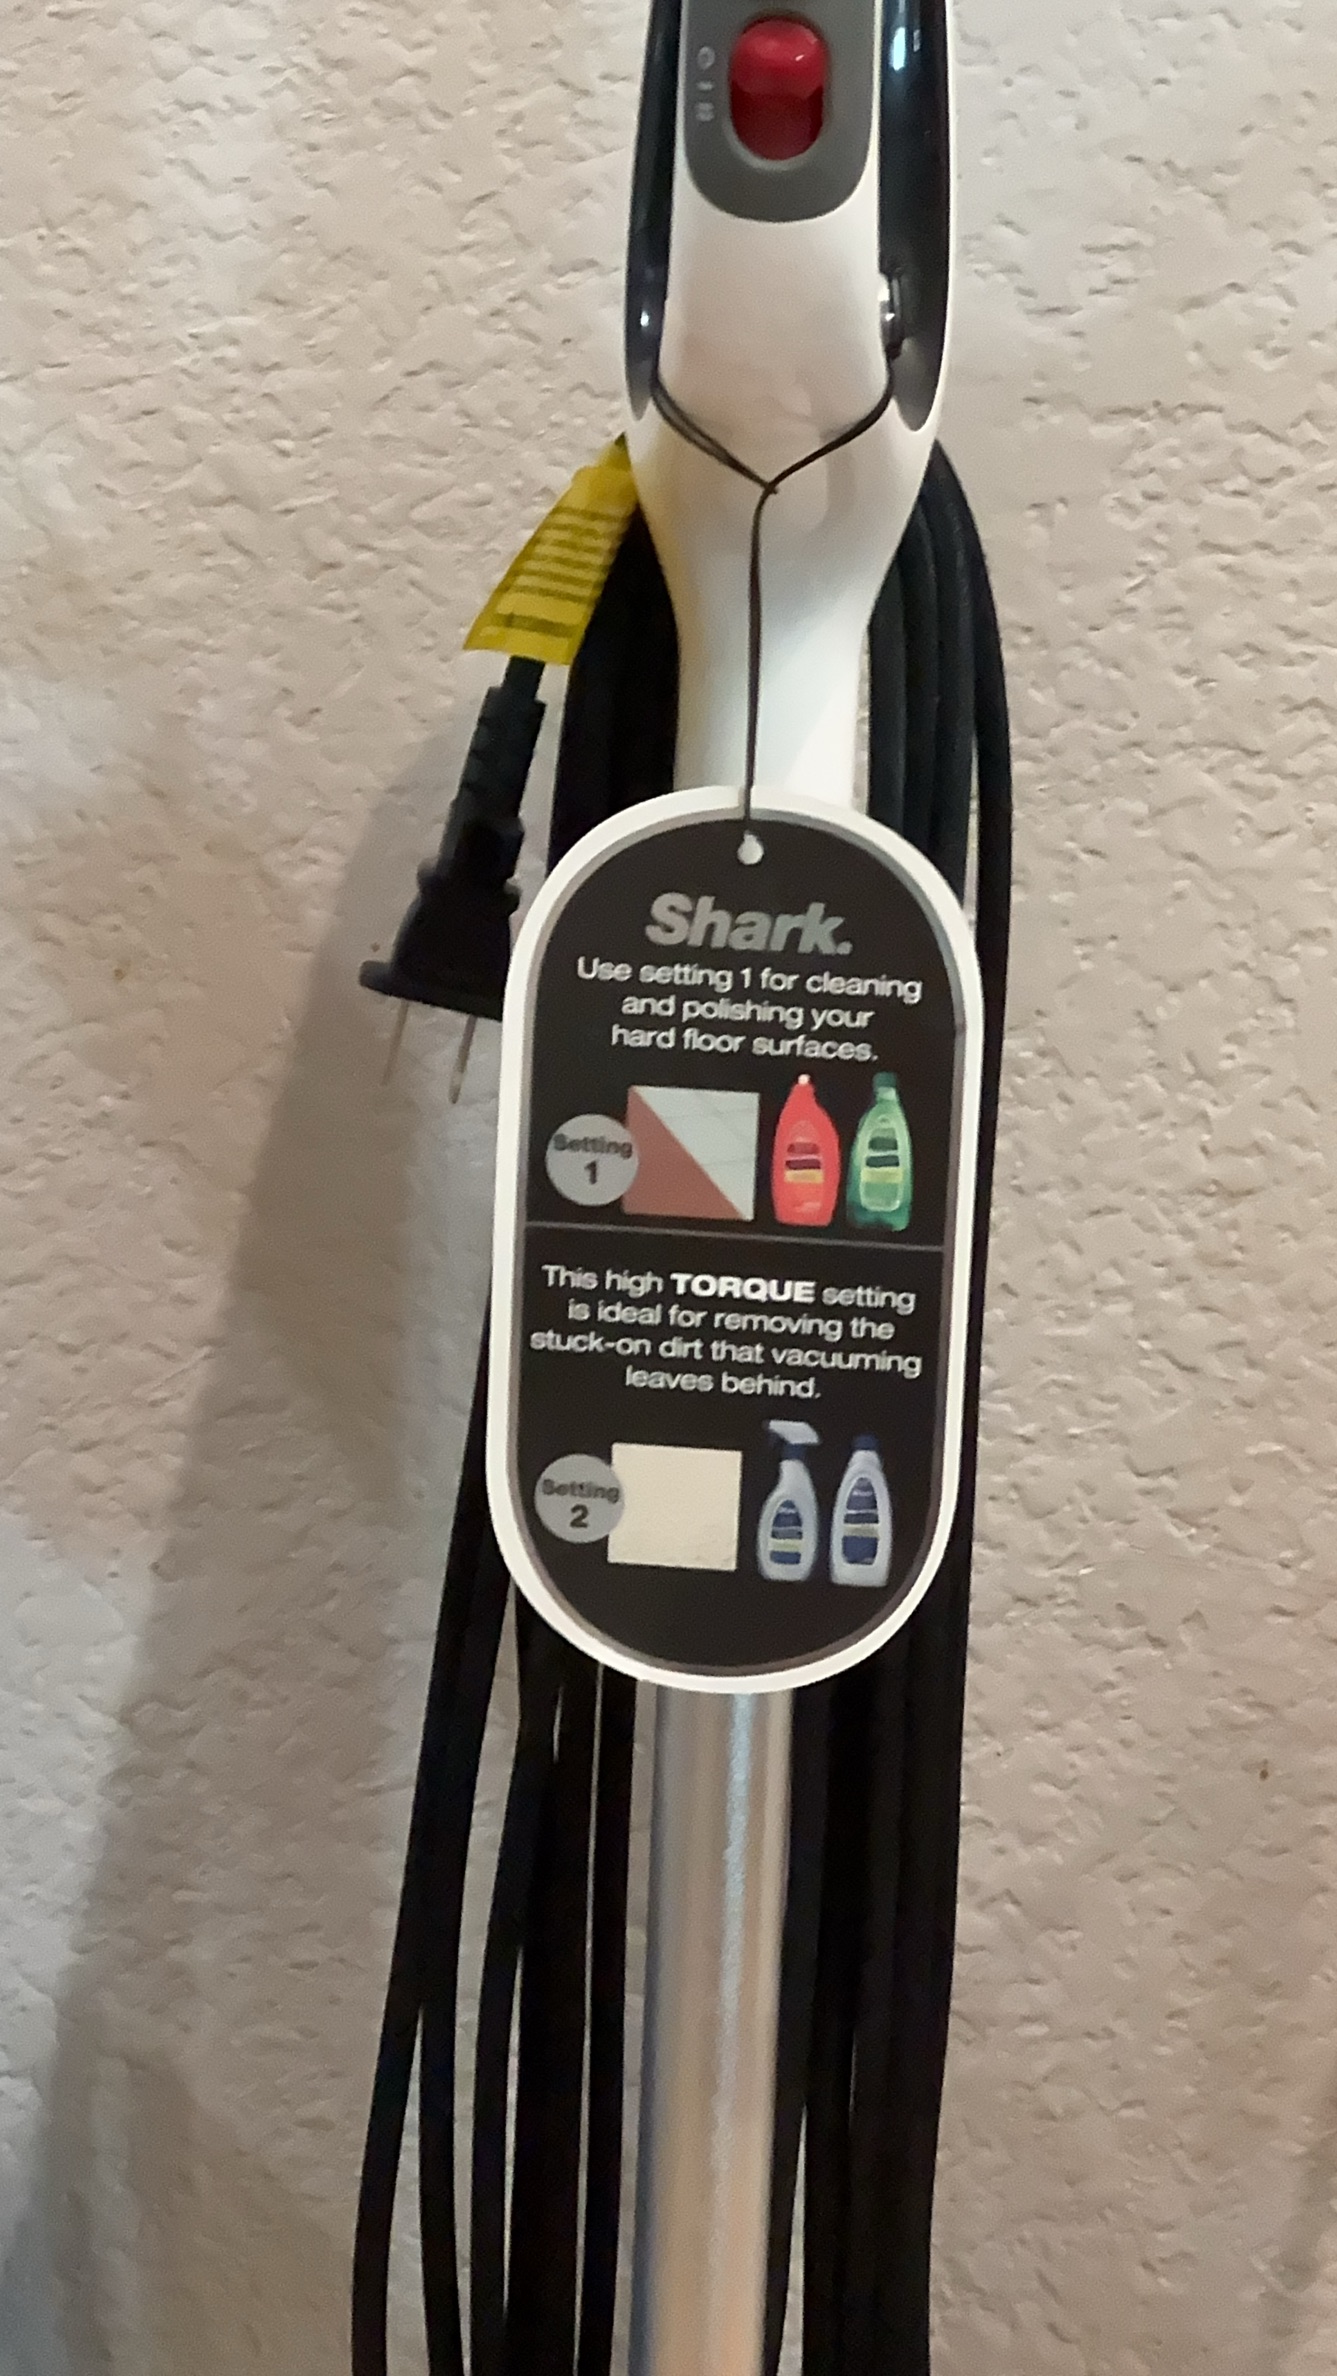 Shark.
Use setting 1 for cleaning
and polishing your
hard floor surfaces.
Setting
1
This high TORQUE setting
is ideal for removing the
stuck-on dirt that vacuuming
leaves behind.
Setting
2